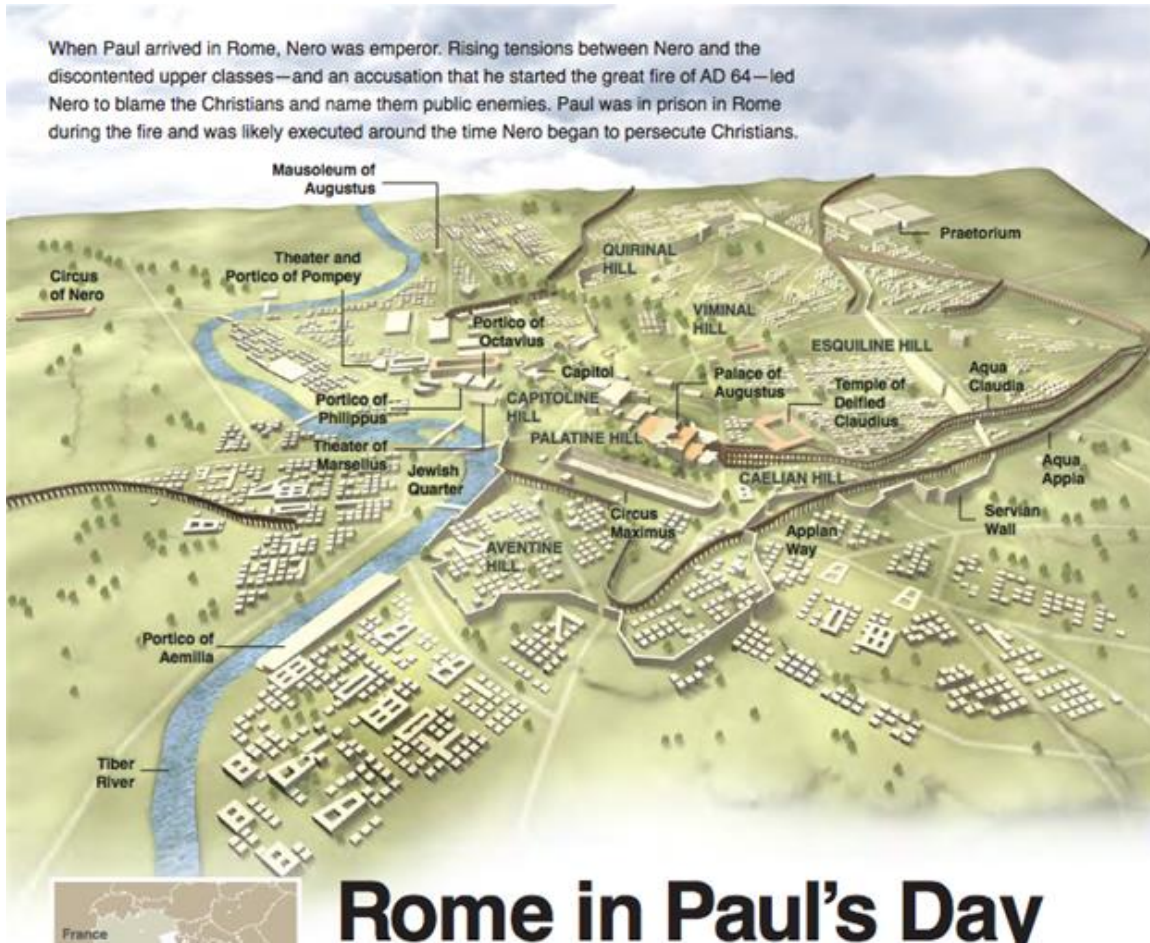 When Paul arrived in Rome, Nero was emperor. Rising tensions between Nero and the
discontented upper classes—and an accusation that he started the great fire of AD 64—led
Nero to blame the Christians and name them public enemies. Paul was in prison in Rome
during the fire and was likely executed around the time Nero began to persecute Christians.
Mausoleum of
Augustus
Praetorium
Theater and
Portico of Pompey
QUIRINAL
HILL
Circus
of Nero
VIMINAL
HILL
Portico of
Octavius
ESQUILINE HILL
Capitol
Palace of
Augustus
Aqua
Claudia
Temple of
Deified
Claudius
Portico of
Philippus
CAPITOLINE
HILL
Theater of
Marsellus
PALATINE HILL
Jewish
Quarter
CAELIAN HILL
Aqua
Appia
Circus
Maximus
Appian
Way
Servian
Wall
AVENTINE
HILL
Portico of
Aemilia
Tiber
River
Rome in Paul's Day
France